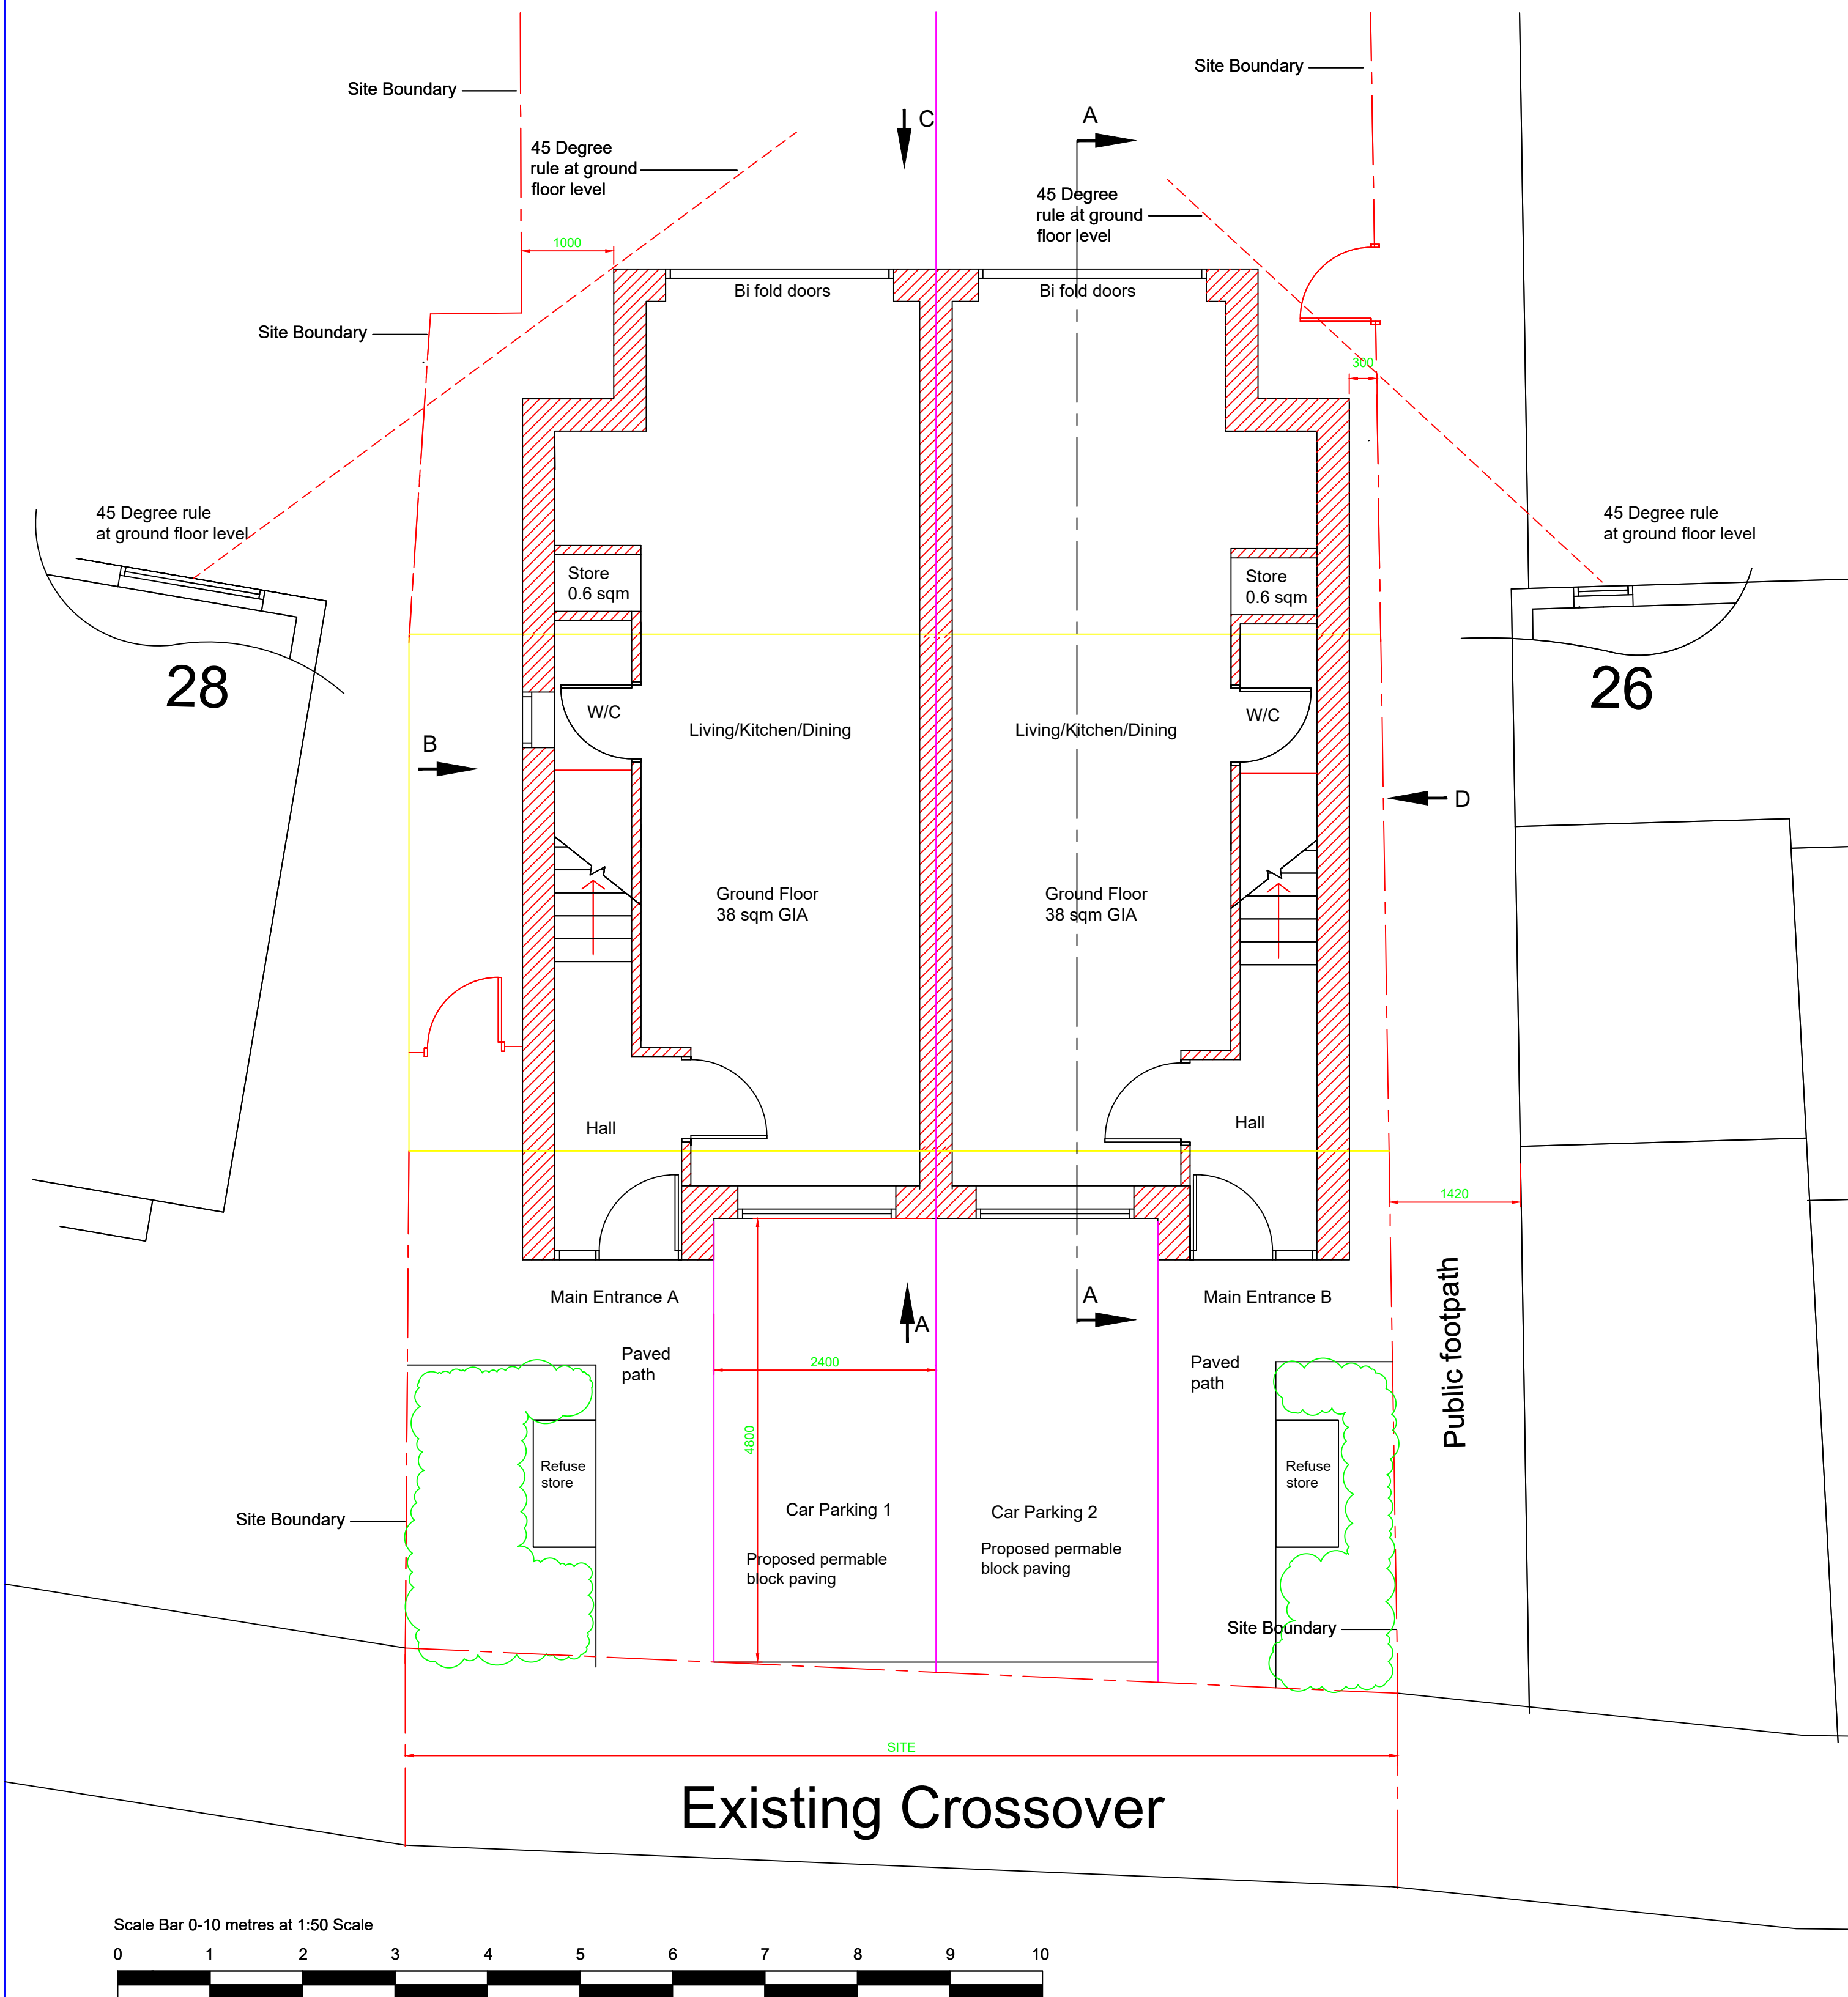 Site Boundary
Site Boundary
C
A
45 Degree
rule at ground
floor level
45 Degree
rule at ground
floor level
1000
Bi fold doors
Bi fold doors
Site Boundary
300
45 Degree rule
at ground floor level
45 Degree rule
at ground floor level
Store
0.6 sqm
Store
0.6 sqm
28
26
W/C
W/C
Living/Kitchen/Dining
Living/Kitchen/Dining
B
D
Ground Floor
38 sqm GIA
Ground Floor
38 sqm GIA
Hall
Hall
1420
Main Entrance A
A
A
Main Entrance B
Public footpath
Paved
path
2400
Paved
path
4800
Refuse
store
Refuse
store
Site Boundary
Car Parking 1
Car Parking 2
Proposed permable
block paving
Proposed permable
block paving
Site Boundary
SITE
Existing Crossover
Scale Bar 0-10 metres at 1:50 Scale
0 1 2 3 4 5 6 7 8 9 10